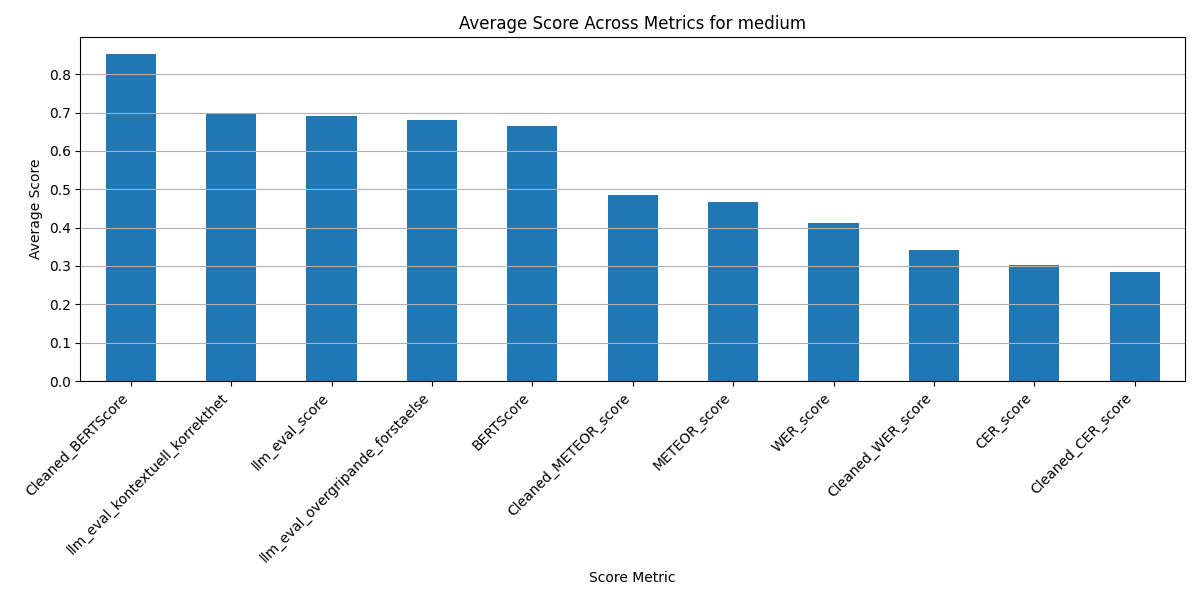 Average Score Across Metrics for medium
Average Score
0.8
0.7
0.6
0.5
0.4
0.3
0.2
0.1
0.0
Cleaned_BERTScore
llm_eval_kontextuell_korrekthet
llm_eval_score
llm_eval_overgripande_forstaelse
BERTScore
Cleaned_METEOR_score
METEOR_score
WER_score
Cleaned_WER_score
CER_score
Cleaned_CER_score
Score Metric